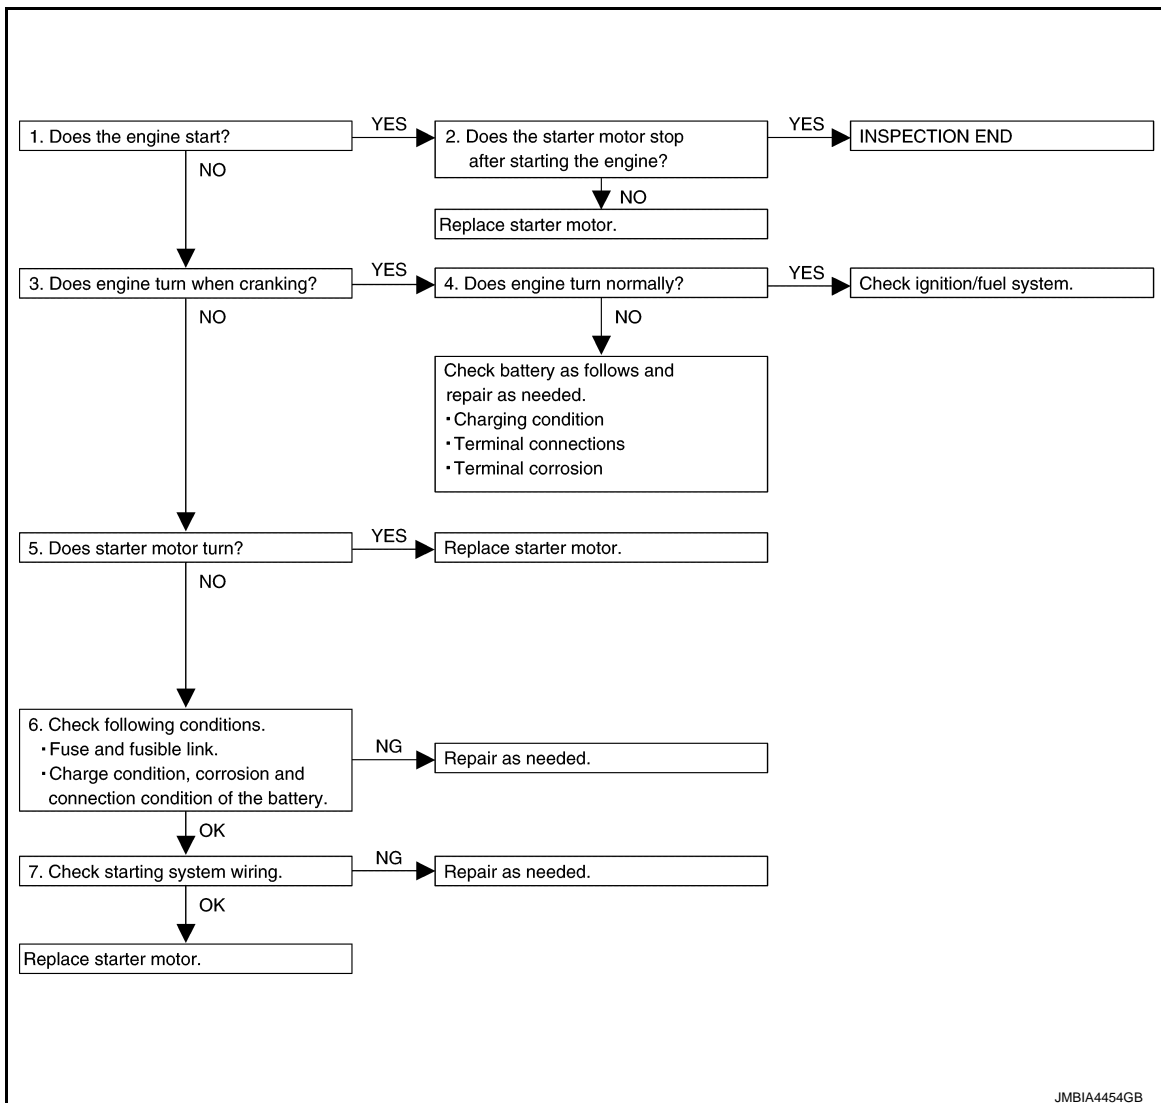 1. Does the engine start?
YES
2. Does the starter motor stop
after starting the engine?
YES
INSPECTION END
NO
NO
Replace starter motor.
3. Does engine turn when cranking?
YES
4. Does engine turn normally?
YES
Check ignition/fuel system.
NO
NO
Check battery as follows and
repair as needed.
· Charging condition
· Terminal connections
· Terminal corrosion
5. Does starter motor turn?
YES
Replace starter motor.
NO
6. Check following conditions.
· Fuse and fusible link.
· Charge condition, corrosion and
connection condition of the battery.
NG
Repair as needed.
OK
7. Check starting system wiring.
NG
Repair as needed.
OK
Replace starter motor.
JMBIA4454GB